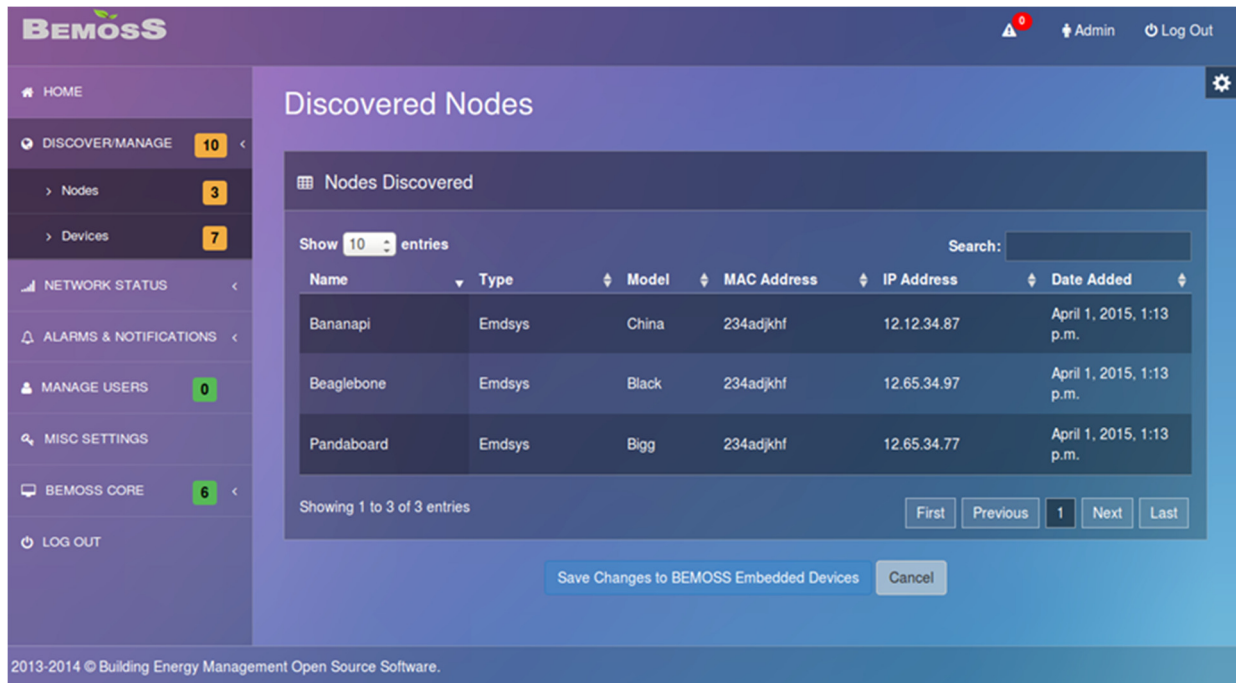 BEMOSS
0
Admin
Log Out
HOME
DISCOVER/MANAGE 10
Nodes 3
Devices 7
NETWORK STATUS
ALARMS & NOTIFICATIONS
MANAGE USERS 0
MISC SETTINGS
BEMOSS CORE 6
LOG OUT
Discovered Nodes
Nodes Discovered
Show 10 entries
Search:
Name Type Model MAC Address IP Address Date Added
Bananapi Emdsys China 234adjkhf 12.12.34.87 April 1, 2015, 1:13
p.m.
Beaglebone Emdsys Black 234adjkhf 12.65.34.97 April 1, 2015, 1:13
p.m.
Pandaboard Emdsys Bigg 234adjkhf 12.65.34.77 April 1, 2015, 1:13
p.m.
Showing 1 to 3 of 3 entries
First Previous 1 Next Last
Save Changes to BEMOSS Embedded Devices Cancel
2013-2014 © Building Energy Management Open Source Software.